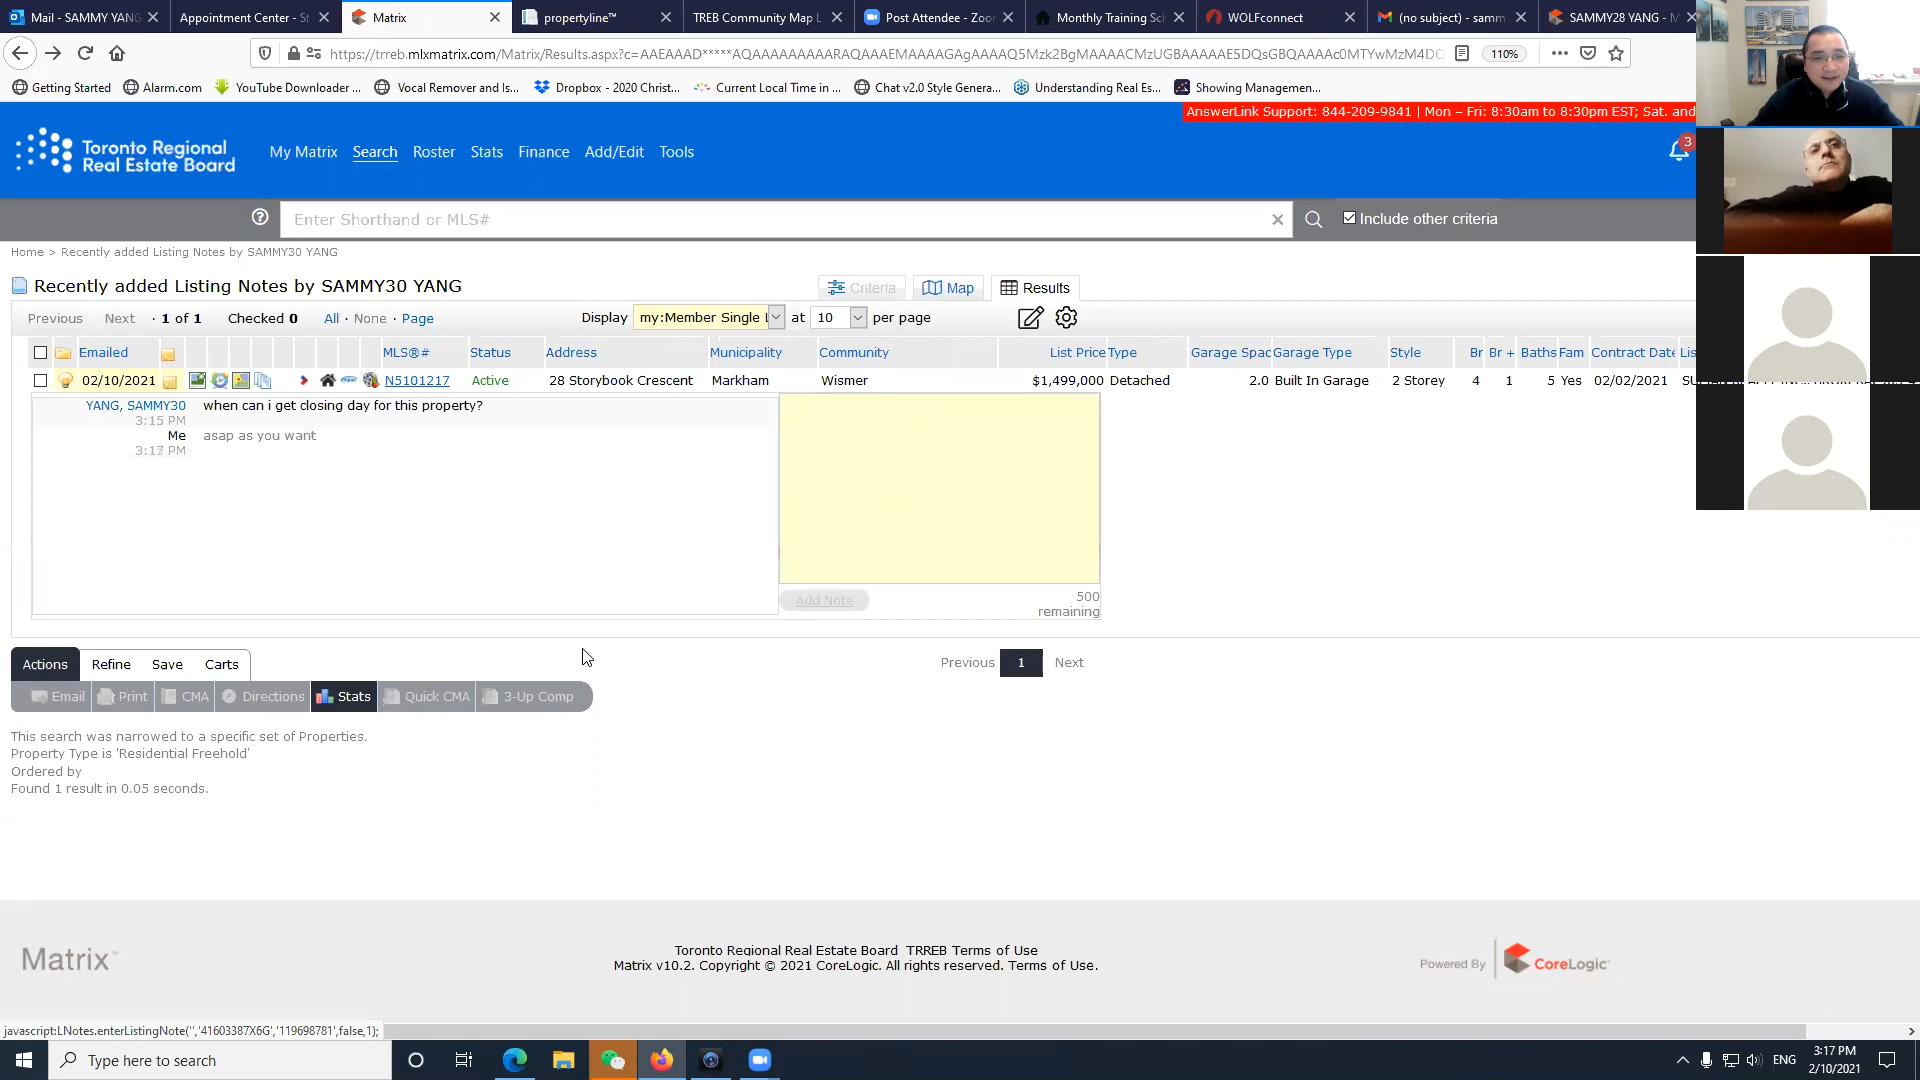 Mail - SAMMY YANG
Appointment Center - S
Matrix
propertyline™
TREB Community Map L
Post Attendee - Zoo
Monthly Training Sc
WOLFconnect
(no subject) - samm
SAMMY28 YANG - M
110%
Getting Started
Alarm.com
YouTube Downloader ...
Vocal Remover and Is...
Dropbox - 2020 Christ...
Current Local Time in ...
Chat v2.0 Style Genera...
Understanding Real Es...
Showing Managemen...
AnswerLink Support: 844-209-9841 | Mon – Fri: 8:30am to 8:30pm EST; Sat. and
Toronto Regional
Real Estate Board
My Matrix Search Roster Stats Finance Add/Edit Tools
3
Enter Shorthand or MLS#
Include other criteria
Home > Recently added Listing Notes by SAMMY30 YANG
Recently added Listing Notes by SAMMY30 YANG
Criteria Map Results
Previous Next · 1 of 1 Checked 0 All · None · Page
Display my:Member Single L at 10 per page
Emailed MLS®# Status Address Municipality Community List Price Type Garage Spac Garage Type Style Br Br + Baths Fam Contract Date Lis
02/10/2021 N5101217 Active 28 Storybook Crescent Markham Wismer $1,499,000 Detached 2.0 Built In Garage 2 Storey 4 1 5 Yes 02/02/2021
YANG, SAMMY30 when can i get closing day for this property?
3:15 PM
Me asap as you want
3:17 PM
Add Note
500
remaining
Actions Refine Save Carts
Previous 1 Next
Email Print CMA Directions Stats Quick CMA 3-Up Comp
This search was narrowed to a specific set of Properties.
Property Type is 'Residential Freehold'
Ordered by
Found 1 result in 0.05 seconds.
Matrix™
Toronto Regional Real Estate Board TRREB Terms of Use
Matrix v10.2. Copyright © 2021 CoreLogic. All rights reserved. Terms of Use.
Powered By CoreLogic
javascript:LNotes.enterListingNote('','41603387X6G','119698781',false,1);
Type here to search
ENG
3:17 PM
2/10/2021